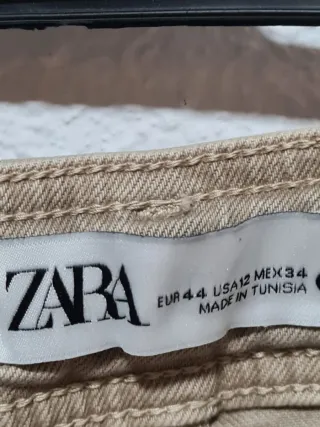 ZARA
EUR 44 USA 12 MEX 34
MADE IN TUNISIA